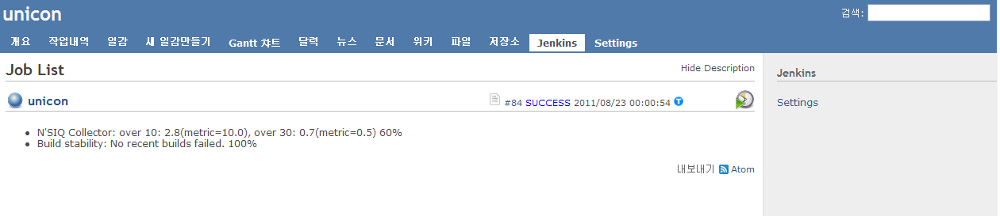 unicon
검색:
개요 작업내역 일감 새 일감만들기 Gantt 챠트 달력 뉴스 문서 위키 파일 저장소 Jenkins Settings
Job List
Hide Description
Jenkins
Settings
unicon
#84 SUCCESS 2011/08/23 00:00:54 T
N'SIQ Collector: over 10: 2.8(metric=10.0), over 30: 0.7(metric=0.5) 60%
Build stability: No recent builds failed. 100%
내보내기 Atom